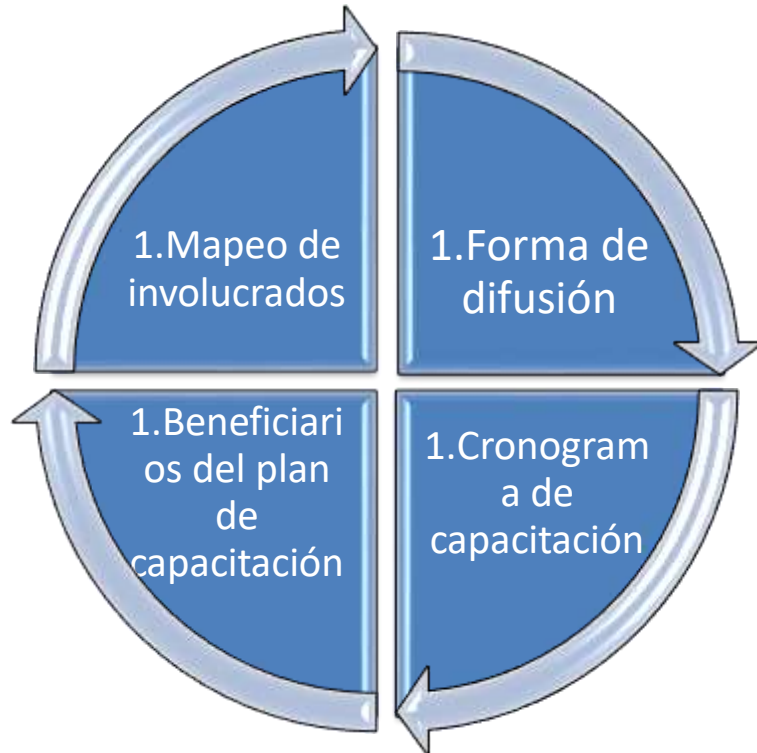 1.Mapeo de
involucrados
1.Forma de
difusión
1.Beneficiari
os del plan
de
capacitación
1.Cronogram
a de
capacitación